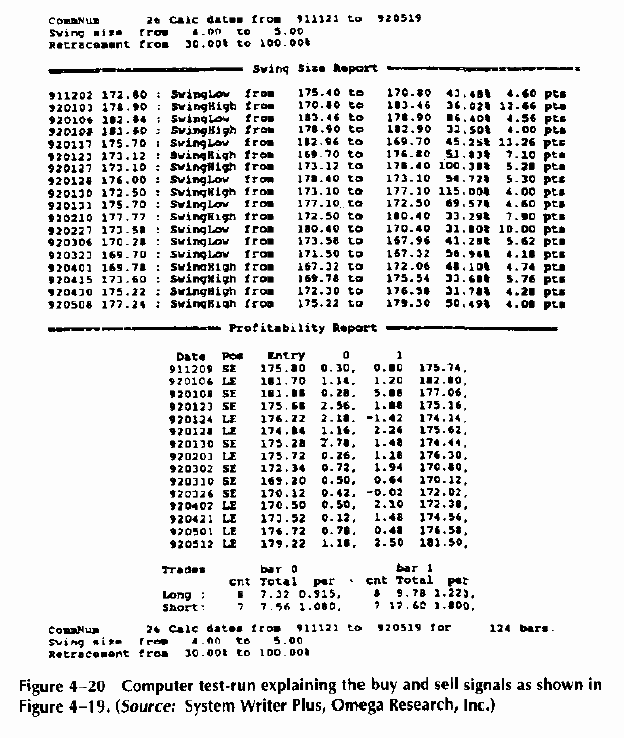 CommNum 26 Calc dates from 911121 to 920519
Swing size from 4.00 to 5.00
Retracement from 30.00% to 100.00%
Swing Size Report
911202 172.80 : SwingLow from 175.40 to 170.80 43.48% 4.60 pts
920103 178.90 : SwingHigh from 170.80 to 183.46 36.02% 12.66 pts
920106 182.84 : SwingLow from 183.46 to 178.90 86.40% 4.56 pts
920108 181.60 : SwingHigh from 178.90 to 182.90 32.50% 4.00 pts
920117 175.70 : SwingLow from 182.96 to 169.70 45.25% 13.26 pts
920123 173.12 : SwingHigh from 169.70 to 176.80 51.83% 7.10 pts
920127 173.10 : SwingHigh from 173.12 to 178.40 100.38% 5.28 pts
920128 176.00 : SwingLow from 178.40 to 173.10 54.72% 5.30 pts
920130 172.50 : SwingHigh from 173.10 to 177.10 115.00% 4.00 pts
920131 175.70 : SwingLow from 177.10 to 172.50 69.57% 4.60 pts
920210 177.77 : SwingHigh from 172.50 to 180.40 33.29% 7.90 pts
920227 173.58 : SwingLow from 180.40 to 170.40 31.80% 10.00 pts
920306 170.28 : SwingLow from 173.58 to 167.96 41.28% 5.62 pts
920323 169.70 : SwingLow from 171.50 to 167.32 56.94% 4.18 pts
920401 169.78 : SwingHigh from 167.32 to 172.06 48.10% 4.74 pts
920415 173.60 : SwingHigh from 169.78 to 175.54 33.68% 5.76 pts
920430 175.22 : SwingHigh from 172.30 to 176.58 31.78% 4.28 pts
920508 177.24 : SwingHigh from 175.22 to 179.30 50.49% 4.08 pts
Profitability Report
Date Pos Entry 0 1
911209 SE 175.80 0.30, 0.80 175.74,
920106 LE 181.70 1.14, 1.20 182.80,
920108 SE 181.88 0.28, 5.88 177.06,
920123 SE 175.68 2.56, 1.88 175.16,
920124 LE 176.22 2.18, -1.42 174.14,
920128 LE 174.84 1.16, 2.24 175.62,
920130 SE 175.28 2.78, 1.48 174.44,
920203 LE 175.72 0.26, 1.18 176.30,
920302 SE 172.34 0.72, 1.94 170.80,
920310 SE 169.20 0.50, 0.64 170.12,
920326 SE 170.12 0.42, -0.02 172.02,
920402 LE 170.50 0.50, 2.10 172.38,
920421 LE 173.52 0.12, 1.48 174.56,
920501 LE 176.72 0.78, 0.48 176.58,
920512 LE 179.22 1.18, 2.50 181.50,
Trades bar 0 bar 1
cnt Total per cnt Total per
Long : 8 7.32 0.915, 8 9.78 1.223,
Short: 7 7.56 1.080, 7 12.60 1.800,
CommNum 26 Calc dates from 911121 to 920519 for 124 bars.
Swing size from 4.00 to 5.00
Retracement from 30.00% to 100.00%
Figure 4–20 Computer test-run explaining the buy and sell signals as shown in
Figure 4–19. (Source: System Writer Plus, Omega Research, Inc.)